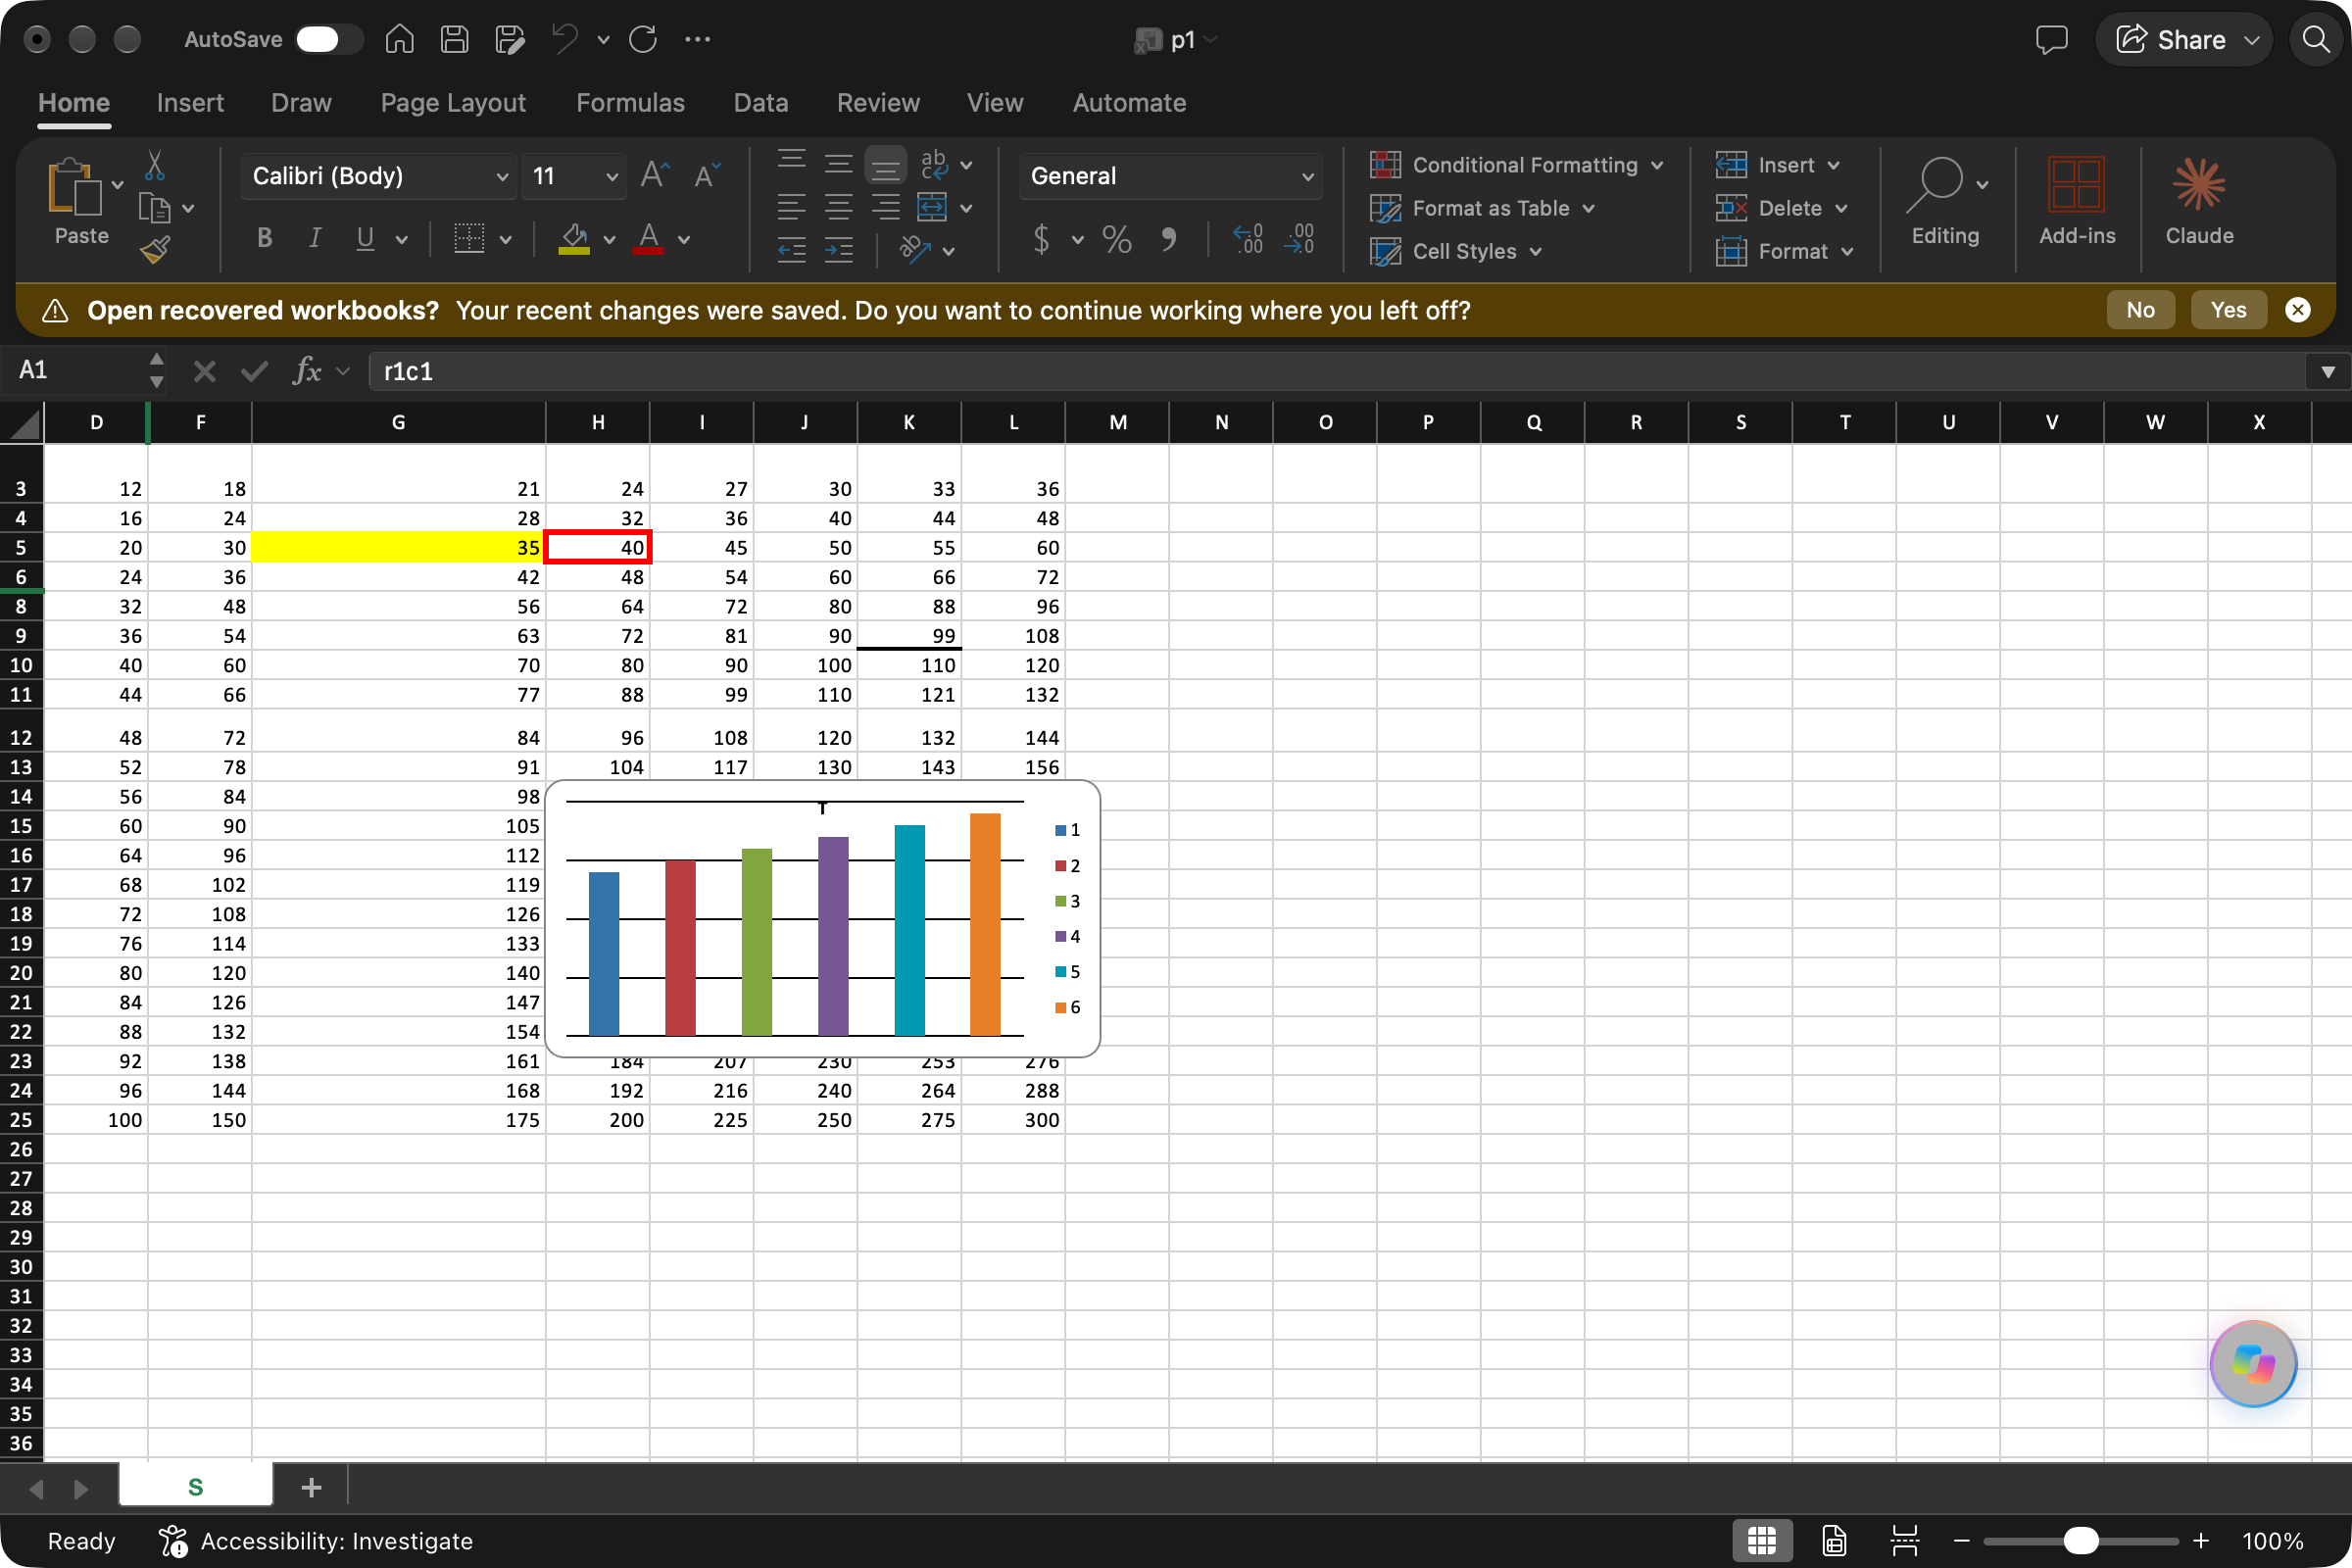 AutoSave p1 Share
Home Insert Draw Page Layout Formulas Data Review View Automate
Paste Calibri (Body) 11 General Conditional Formatting Format as Table Cell Styles Insert Delete Format Editing Add-ins Claude
Open recovered workbooks? Your recent changes were saved. Do you want to continue working where you left off? No Yes
A1 fx r1c1
D F G H I J K L M N O P Q R S T U V W X
3 12 18 21 24 27 30 33 36
4 16 24 28 32 36 40 44 48
5 20 30 35 40 45 50 55 60
6 24 36 42 48 54 60 66 72
8 32 48 56 64 72 80 88 96
9 36 54 63 72 81 90 99 108
10 40 60 70 80 90 100 110 120
11 44 66 77 88 99 110 121 132
12 48 72 84 96 108 120 132 144
13 52 78 91 104 117 130 143 156
14 56 84 98 T
15 60 90 105 1
16 64 96 112 2
17 68 102 119 3
18 72 108 126 4
19 76 114 133
20 80 120 140 5
21 84 126 147 6
22 88 132 154
23 92 138 161 184 207 230 253 276
24 96 144 168 192 216 240 264 288
25 100 150 175 200 225 250 275 300
26
27
28
29
30
31
32
33
34
35
36
S
Ready Accessibility: Investigate 100%